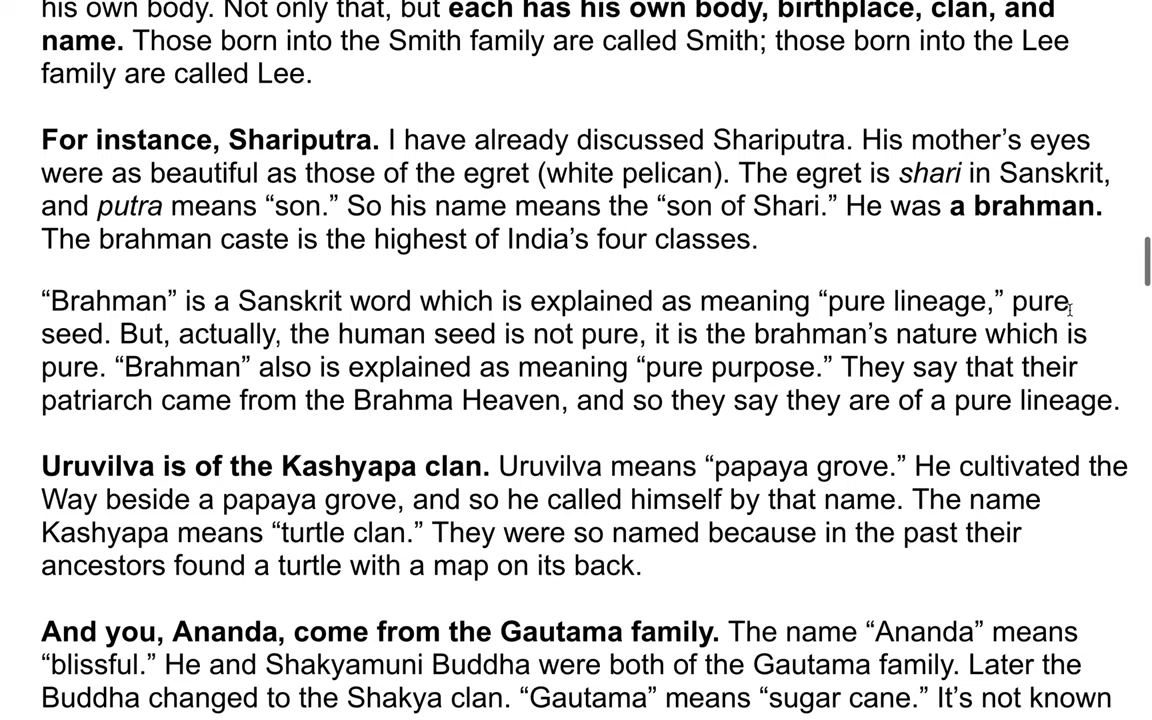 his own body. Not only that, but each has his own body, birthplace, clan, and
name. Those born into the Smith family are called Smith; those born into the Lee
family are called Lee.
For instance, Shariputra. I have already discussed Shariputra. His mother’s eyes
were as beautiful as those of the egret (white pelican). The egret is shari in Sanskrit,
and putra means “son.” So his name means the “son of Shari.” He was a brahman.
The brahman caste is the highest of India’s four classes.
“Brahman” is a Sanskrit word which is explained as meaning “pure lineage,” pure
seed. But, actually, the human seed is not pure, it is the brahman’s nature which is
pure. “Brahman” also is explained as meaning “pure purpose.” They say that their
patriarch came from the Brahma Heaven, and so they say they are of a pure lineage.
Uruvilva is of the Kashyapa clan. Uruvilva means “papaya grove.” He cultivated the
Way beside a papaya grove, and so he called himself by that name. The name
Kashyapa means “turtle clan.” They were so named because in the past their
ancestors found a turtle with a map on its back.
And you, Ananda, come from the Gautama family. The name “Ananda” means
“blissful.” He and Shakyamuni Buddha were both of the Gautama family. Later the
Buddha changed to the Shakya clan. “Gautama” means “sugar cane.” It’s not known